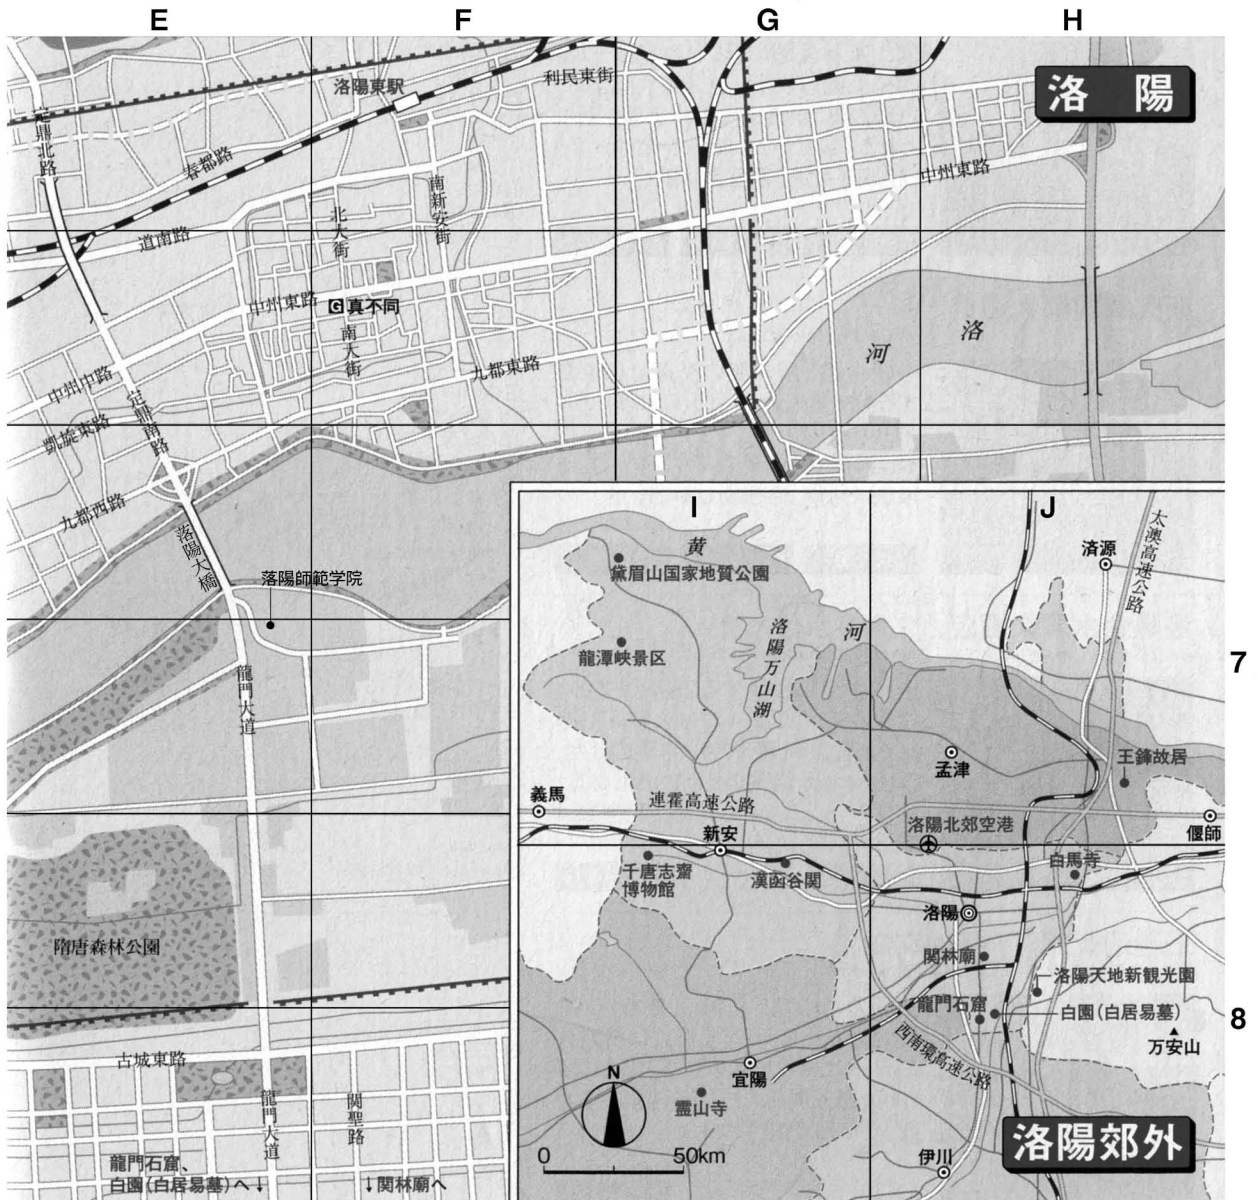 E
F
G
H
洛陽
洛陽東駅
利民東街
定鼎北路
春都路
南新安街
北大街
道南路
中州東路
中州東路
G真不同
南大街
九都東路
洛
河
中州中路
凱旋東路
定鼎南路
九都西路
洛陽大橋
洛陽師範学院
龍門大道
隋唐森林公園
古城東路
龍門大道
関聖路
龍門石窟、
白園(白居易墓)へ↓
↓関林廟へ
I
J
7
8
黄
河
黛眉山国家地質公園
龍潭峡景区
洛陽万山湖
済源
太澳高速公路
孟津
王鐸故居
義馬
連霍高速公路
新安
洛陽北郊空港
偃師
千唐志齋
博物館
漢函谷関
白馬寺
洛陽
関林廟
洛陽天地新観光園
龍門石窟
白園(白居易墓)
万安山
西南環高速公路
宜陽
霊山寺
伊川
N
0
50km
洛陽郊外